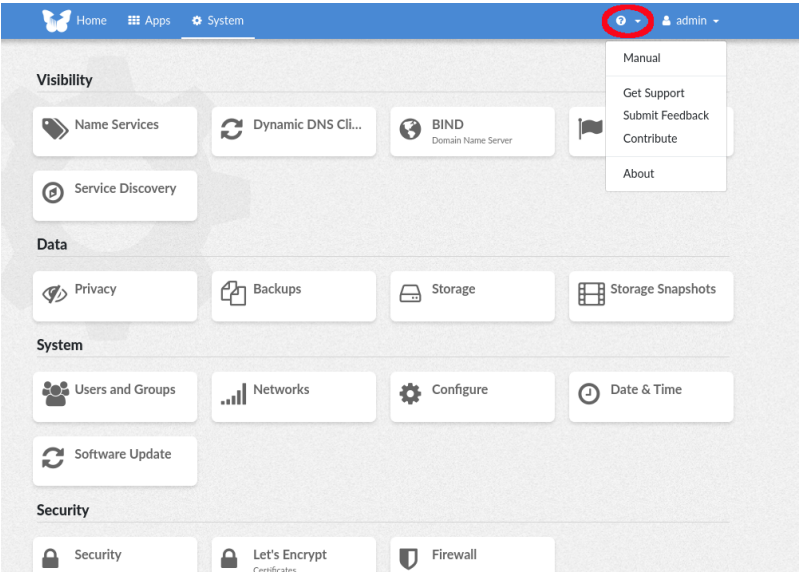 Home
Apps
System
admin
Manual
Get Support
Submit Feedback
Contribute
About
Visibility
Name Services
Dynamic DNS Cli...
BIND
Domain Name Server
Service Discovery
Data
Privacy
Backups
Storage
Storage Snapshots
System
Users and Groups
Networks
Configure
Date & Time
Software Update
Security
Security
Let's Encrypt
Certificates
Firewall